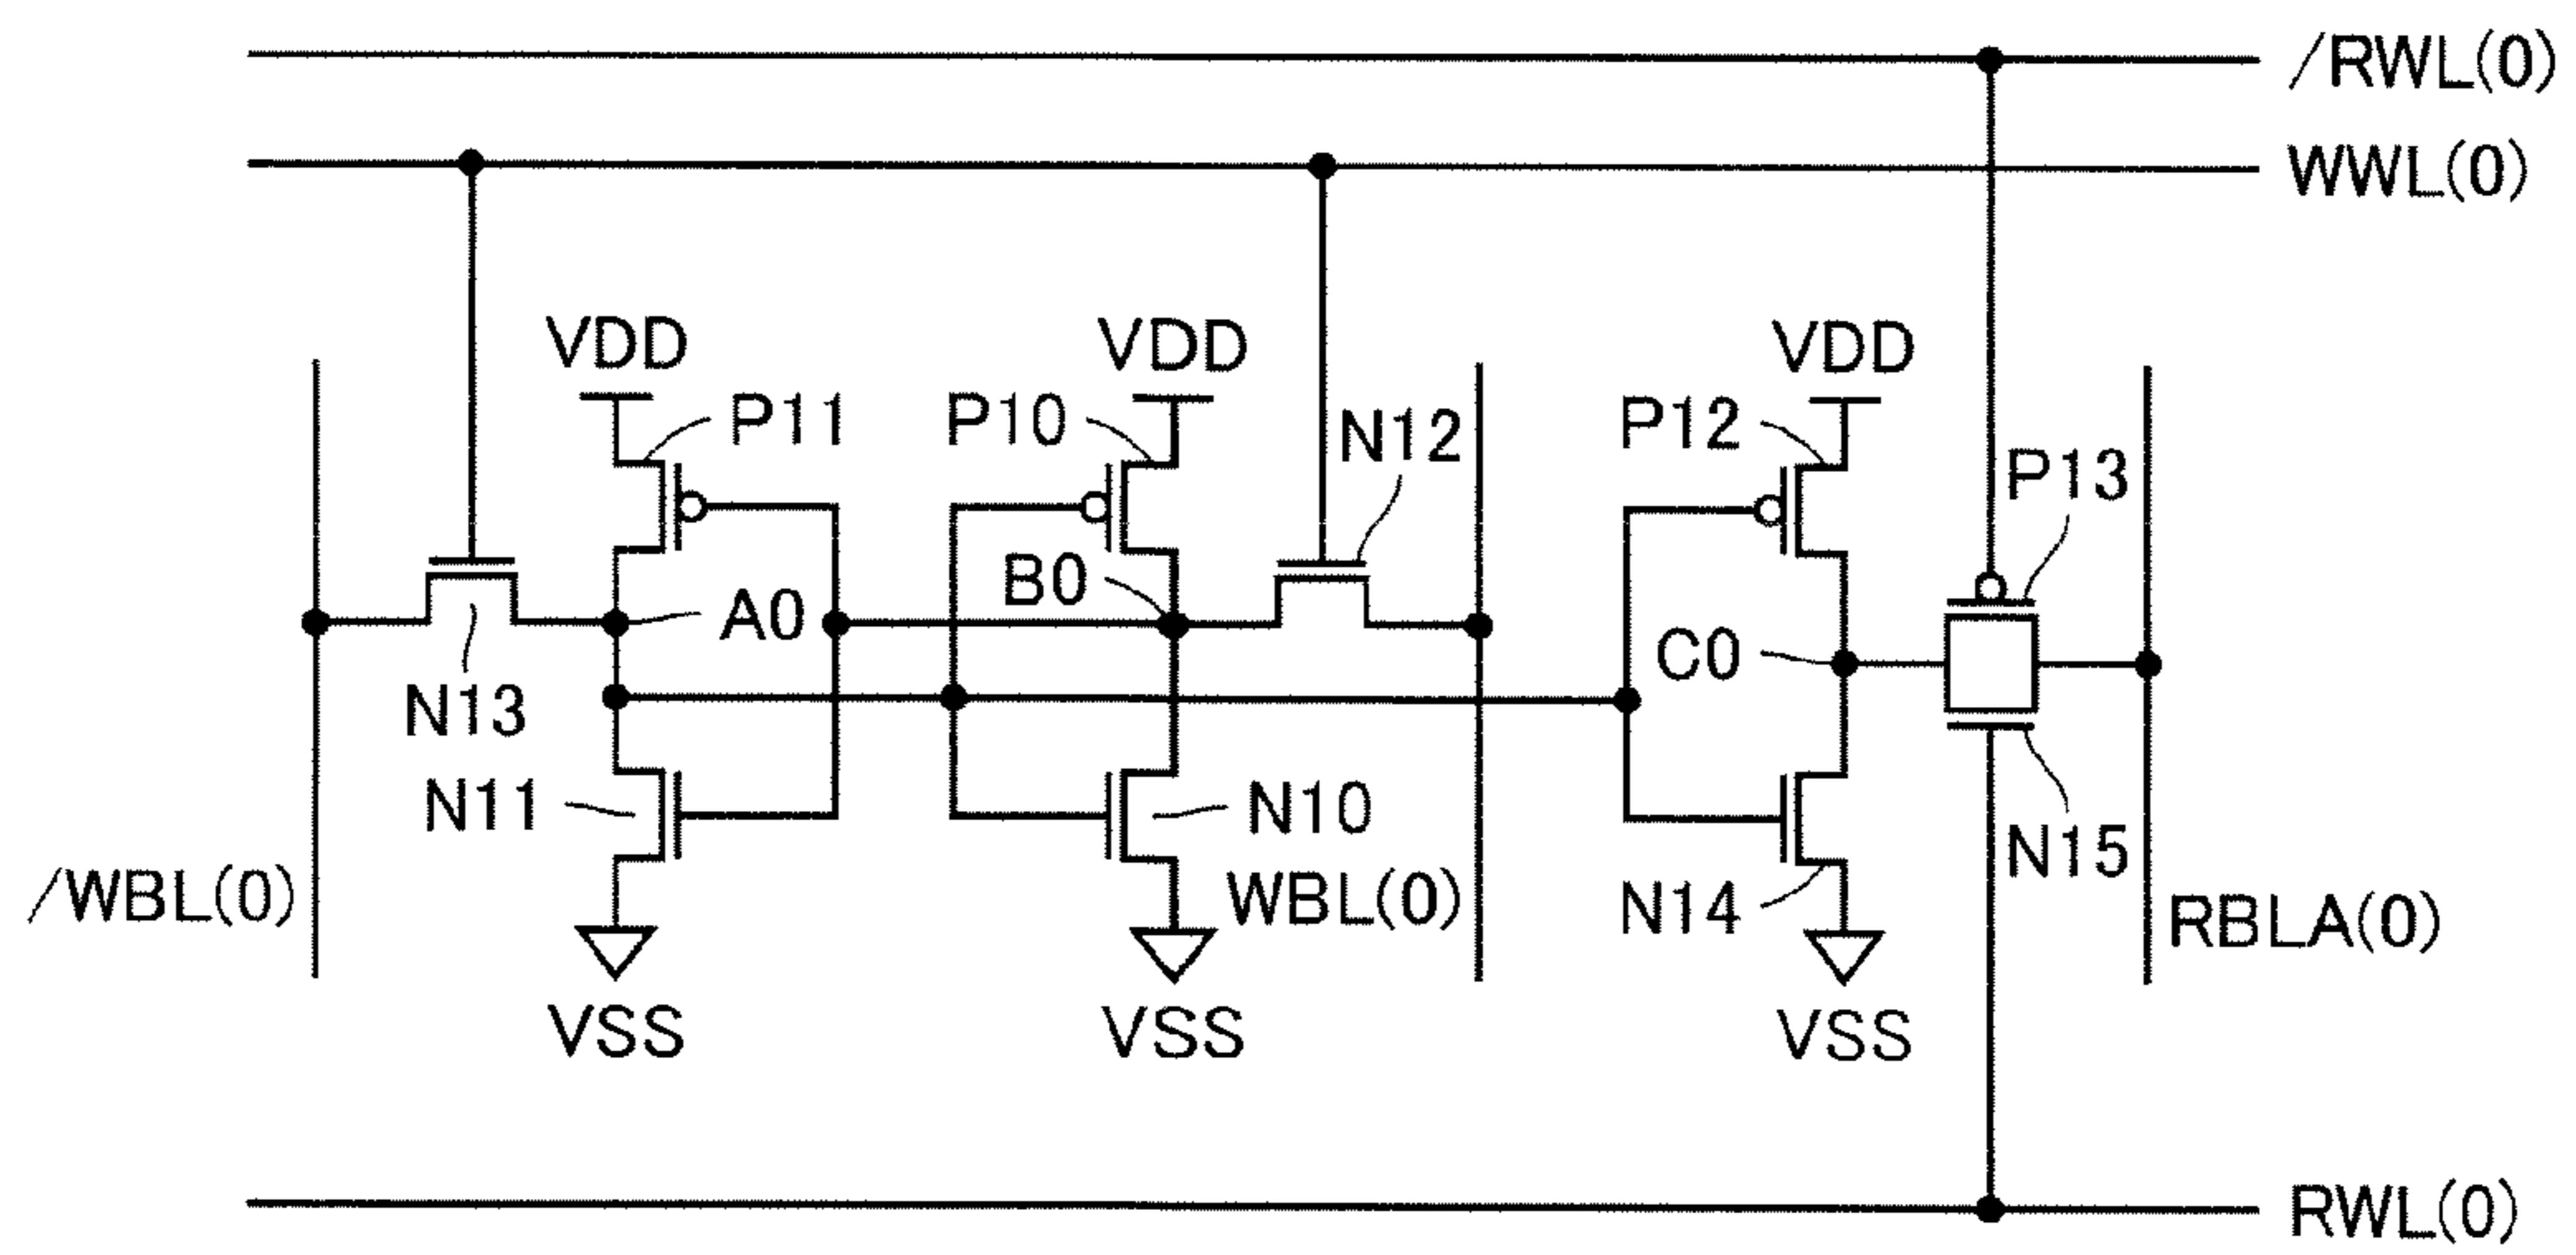 /RWL(0)
WWL(0)
VDD
VDD
VDD
P11
P10
N12
P12
P13
B0
A0
C0
N13
N11
N10
N15
/WBL(0)
WBL(0)
N14
RBLA(0)
VSS
VSS
VSS
RWL(0)